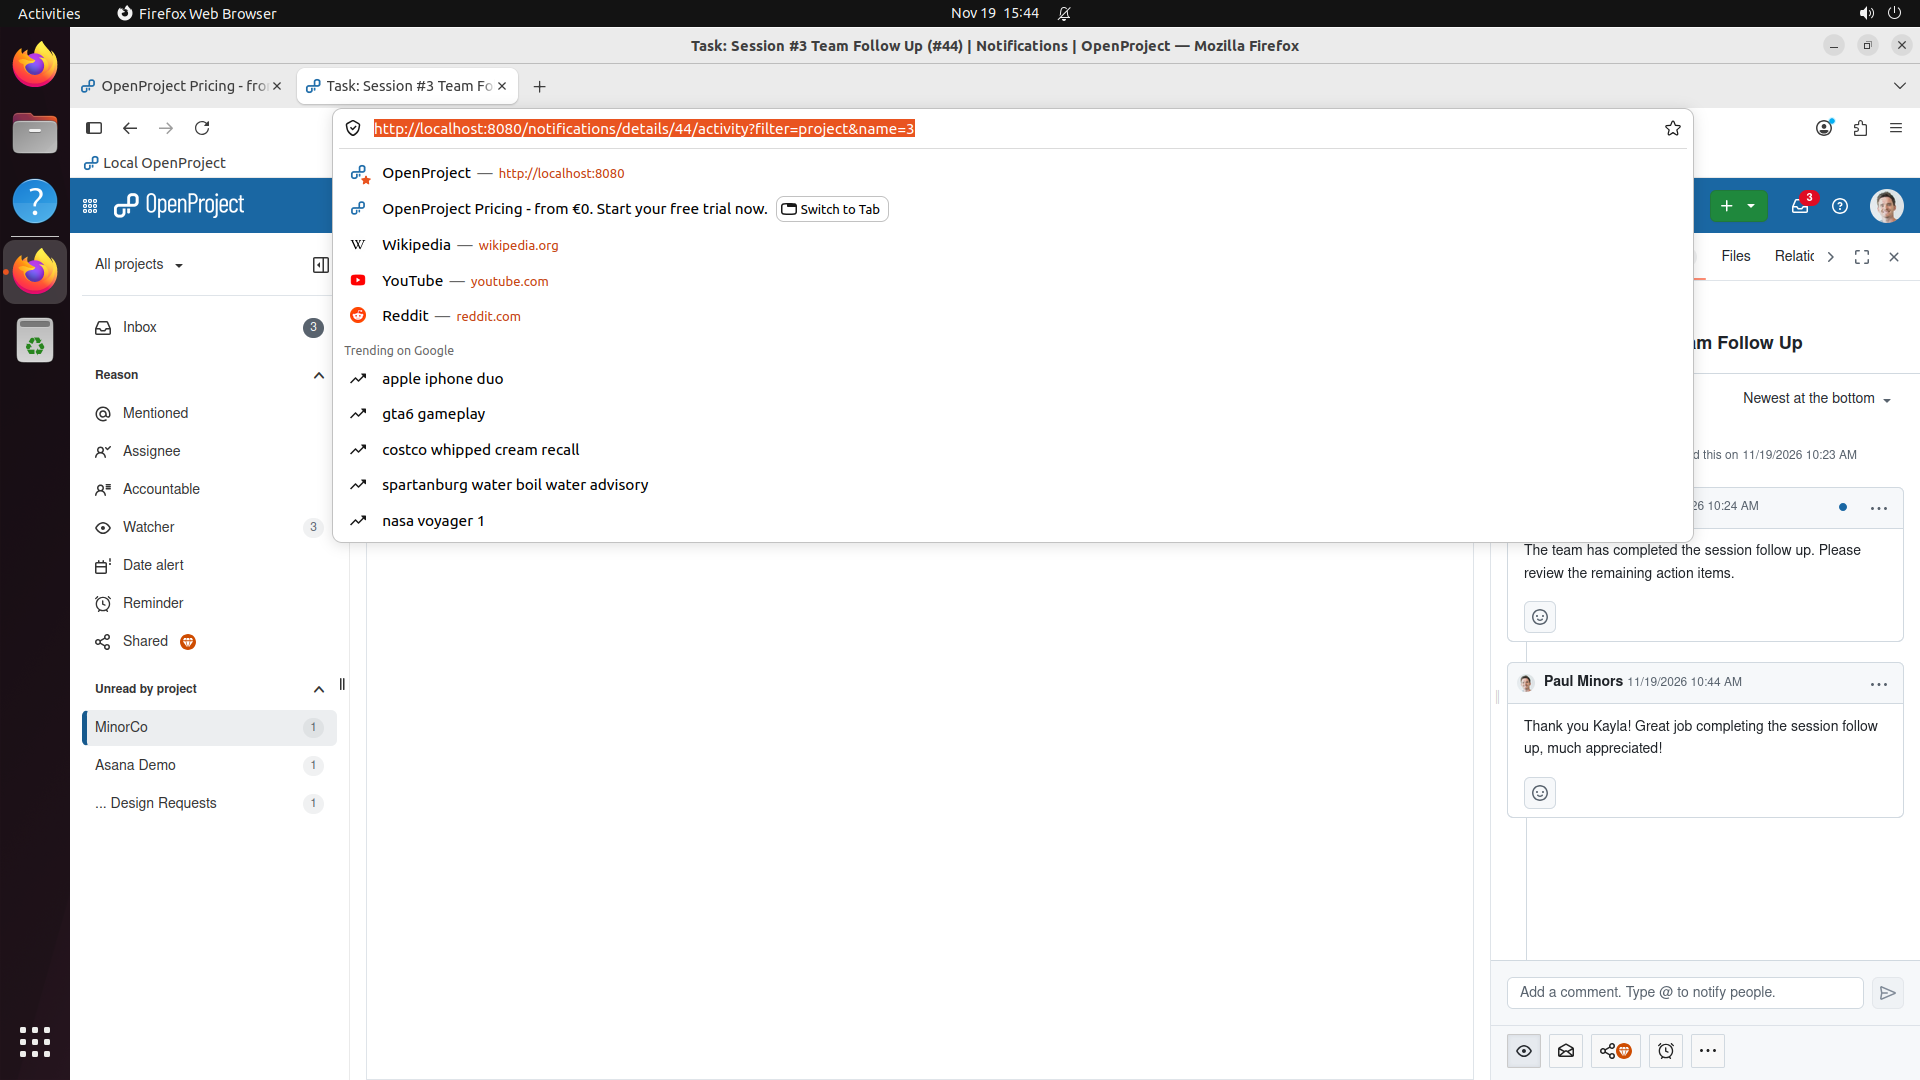 Activities
Firefox Web Browser
Nov 19 15:44
Task: Session #3 Team Follow Up (#44) | Notifications | OpenProject — Mozilla Firefox
OpenProject Pricing - fro
Task: Session #3 Team Fo
http://localhost:8080/notifications/details/44/activity?filter=project&name=3
Local OpenProject
OpenProject — http://localhost:8080
OpenProject Pricing - from €0. Start your free trial now. Switch to Tab
Wikipedia — wikipedia.org
YouTube — youtube.com
Reddit — reddit.com
Trending on Google
apple iphone duo
gta6 gameplay
costco whipped cream recall
spartanburg water boil water advisory
nasa voyager 1
OpenProject
3
All projects
Inbox 3
Reason
Mentioned
Assignee
Accountable
Watcher 3
Date alert
Reminder
Shared
Unread by project
MinorCo 1
Asana Demo 1
... Design Requests 1
Files
Relatic
m Follow Up
Newest at the bottom
d this on 11/19/2026 10:23 AM
26 10:24 AM
The team has completed the session follow up. Please
review the remaining action items.
Paul Minors 11/19/2026 10:44 AM
Thank you Kayla! Great job completing the session follow
up, much appreciated!
Add a comment. Type @ to notify people.